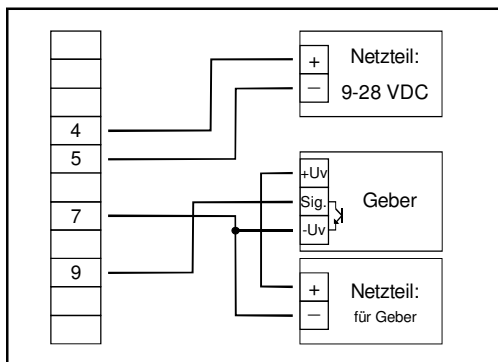 4
5
7
9
+
−
Netzteil:
9-28 VDC
+Uv
Sig.
-Uv
Geber
+
−
Netzteil:
für Geber